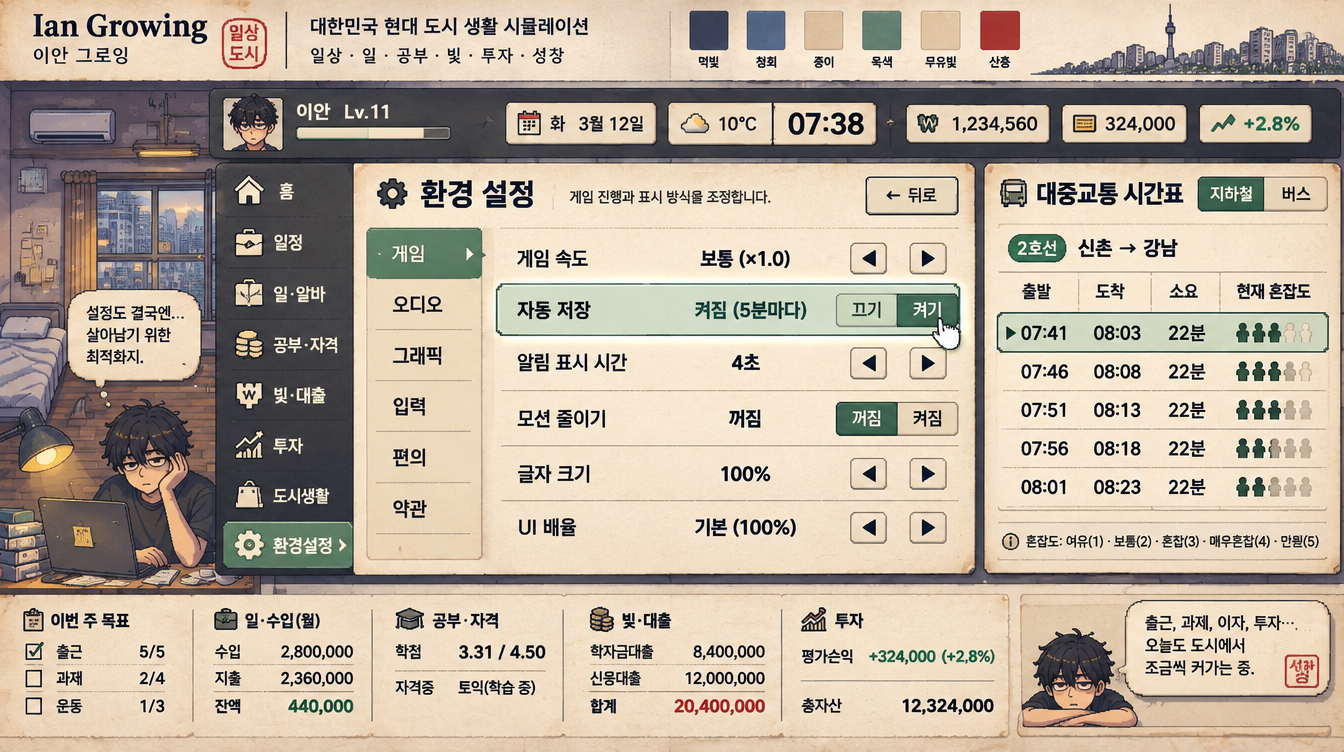 Ian Growing
이안 그로잉
일상
도시
대한민국 현대 도시 생활 시뮬레이션
일상 · 일 · 공부 · 빛 · 투자 · 성창
먹빛
청회
종이
옥색
무유빛
산홍
이안 Lv.11
화 3월 12일
10°C
07:38
1,234,560
324,000
+2.8%
홈
일정
일·알바
공부·자격
빛·대출
투자
도시생활
환경설정
설정도 결국엔...
살아남기 위한
최적화지.
환경 설정
게임 진행과 표시 방식을 조정합니다.
← 뒤로
게임
오디오
그래픽
입력
편의
약관
게임 속도 보통 (×1.0)
자동 저장 켜짐 (5분마다) 끄기 켜기
알림 표시 시간 4초
모션 줄이기 꺼짐 꺼짐 켜짐
글자 크기 100%
UI 배율 기본 (100%)
대중교통 시간표 지하철 버스
2호선 신촌 → 강남
출발 도착 소요 현재 혼잡도
07:41 08:03 22분
07:46 08:08 22분
07:51 08:13 22분
07:56 08:18 22분
08:01 08:23 22분
혼잡도: 여유(1) · 보통(2) · 혼잡(3) · 매우혼잡(4) · 만원(5)
이번 주 목표
출근 5/5
과제 2/4
운동 1/3
일·수입(월)
수입 2,800,000
지출 2,360,000
잔액 440,000
공부·자격
학점 3.31 / 4.50
자격증 토익(학습 중)
빛·대출
학자금대출 8,400,000
신용대출 12,000,000
합계 20,400,000
투자
평가손익 +324,000 (+2,8%)
총자산 12,324,000
출근, 과제, 이자, 투자...
오늘도 도시에서
조금씩 커가는 중.